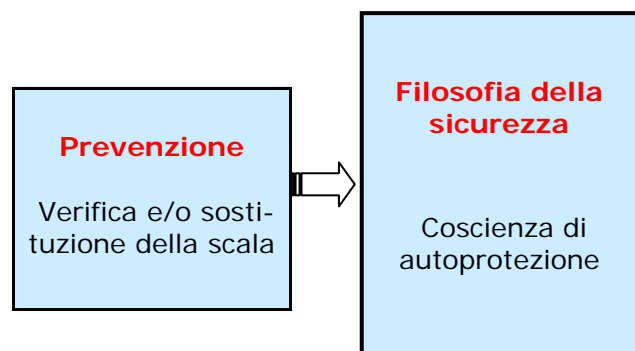 Prevenzione
Verifica e/o sosti-
tuzione della scala
Filosofia della
sicurezza
Coscienza di
autoprotezione